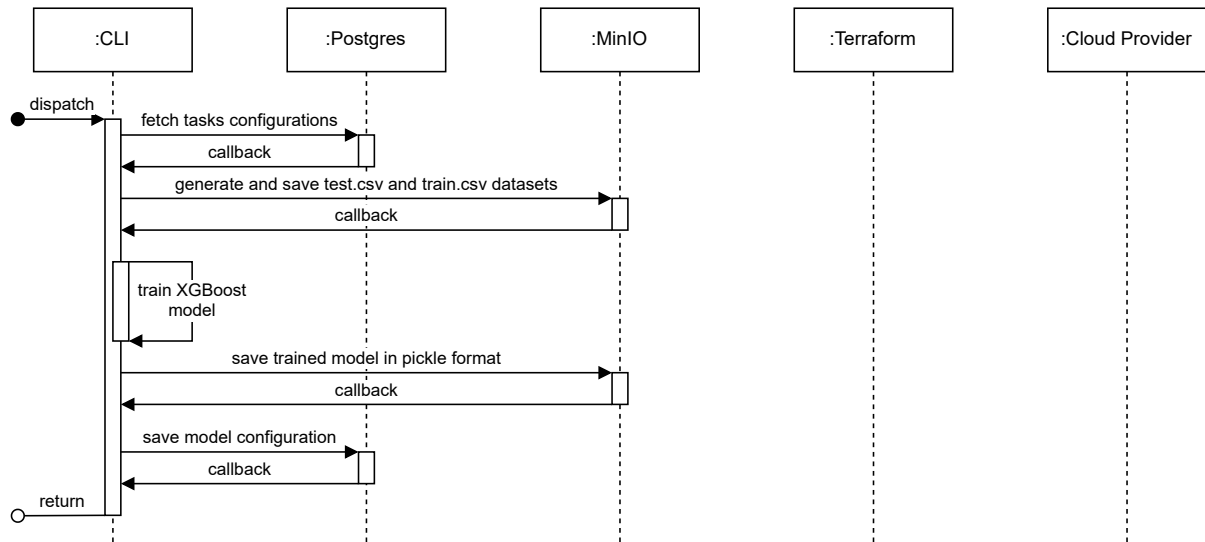 :CLI
:Postgres
:MinIO
:Terraform
:Cloud Provider
dispatch
fetch tasks configurations
callback
generate and save test.csv and train.csv datasets
callback
train XGBoost
model
save trained model in pickle format
callback
save model configuration
callback
return